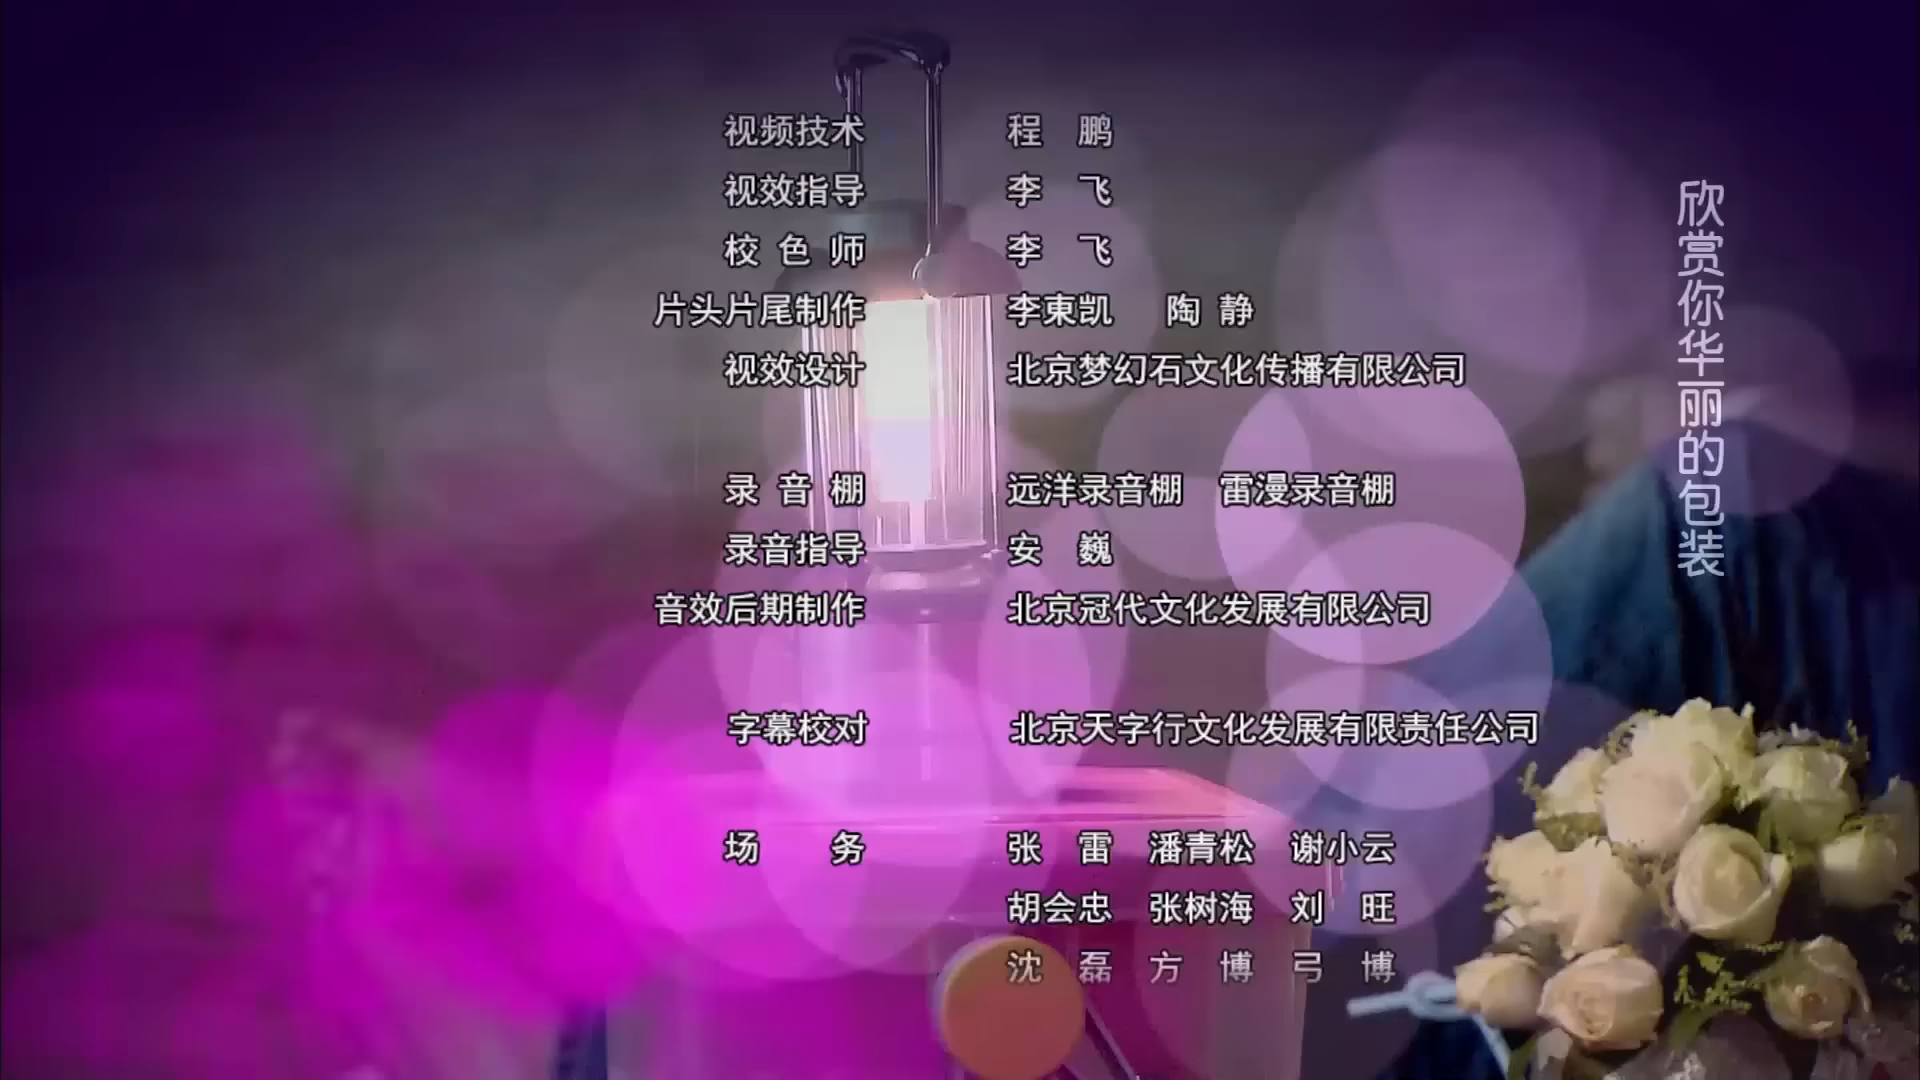 视频技术 程 鹏
视效指导 李 飞
校 色 师 李 飞
片头片尾制作 李東凯 陶 静
视效设计 北京梦幻石文化传播有限公司
录 音 棚 远洋录音棚 雷漫录音棚
录音指导 安 巍
音效后期制作 北京冠代文化发展有限公司
字幕校对 北京天字行文化发展有限责任公司
场 务 张 雷 潘青松 谢小云
胡会忠 张树海 刘 旺
沈 磊 方 博 弓 博
欣赏你华丽的包装